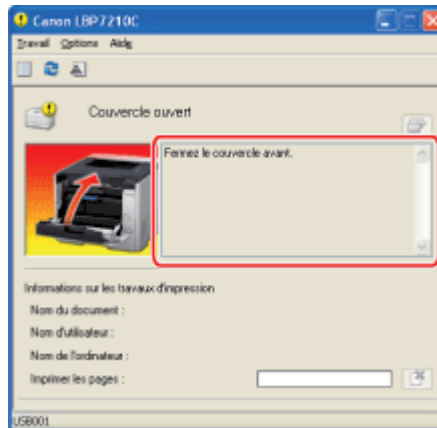 Canon LBP7210C
Travail Options Aide
Couvercle ouvert
Fermez le couvercle avant.
Informations sur les travaux d'impression
Nom du document :
Nom d'utilisateur :
Nom de l'ordinateur :
Imprimer les pages :
USB001